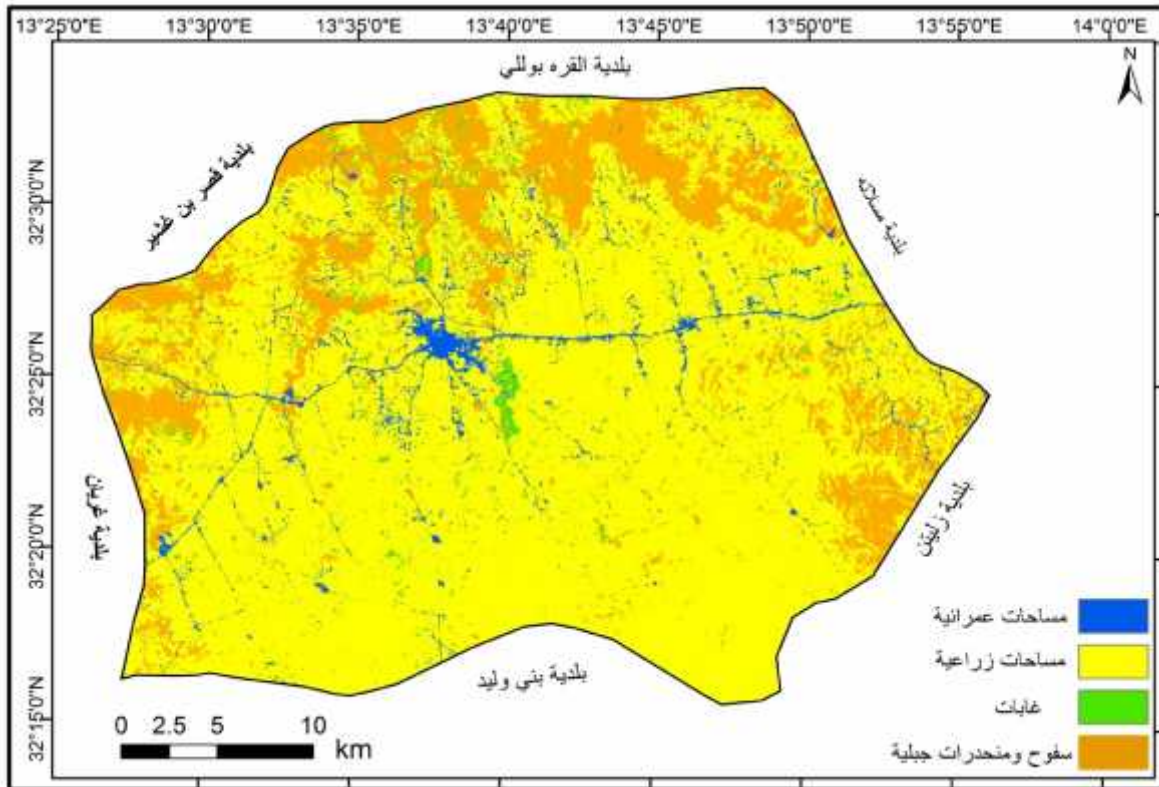 13°25'0"E 13°30'0"E 13°35'0"E 13°40'0"E 13°45'0"E 13°50'0"E 13°55'0"E 14°0'0"E
N
بلدية القره بوللي
بلدية قصر بن غشير
بلدية مسلاته
32°30'0"N
32°25'0"N
32°20'0"N
32°15'0"N
بلدية غريان
بلدية زليتن
بلدية بني وليد
مساحات عمرانية
مساحات زراعية
غابات
سفوح ومنحدرات جبلية
0 2.5 5 10
km